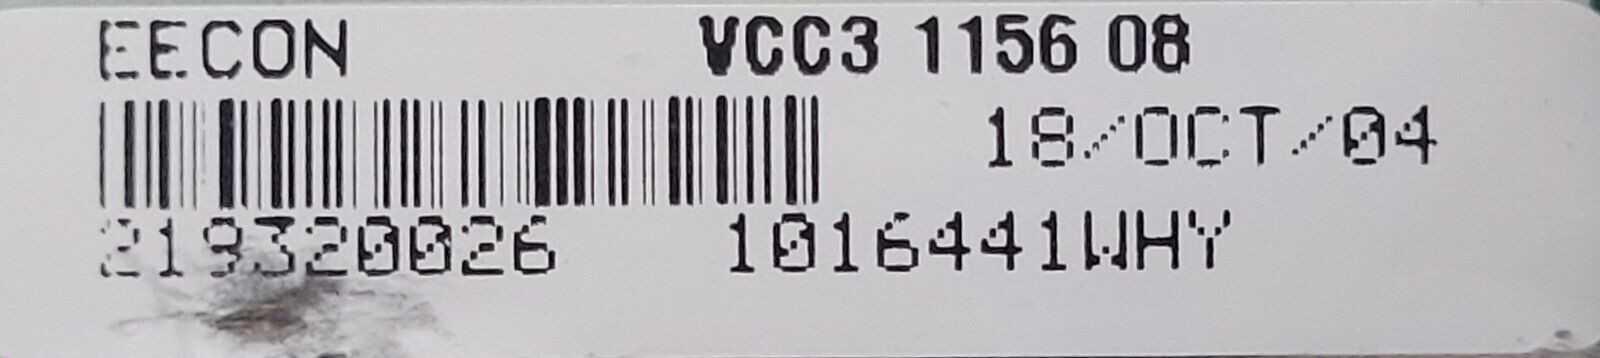 EECON VCC3 1156 08
18/OCT/04
219320026 1016441WHY